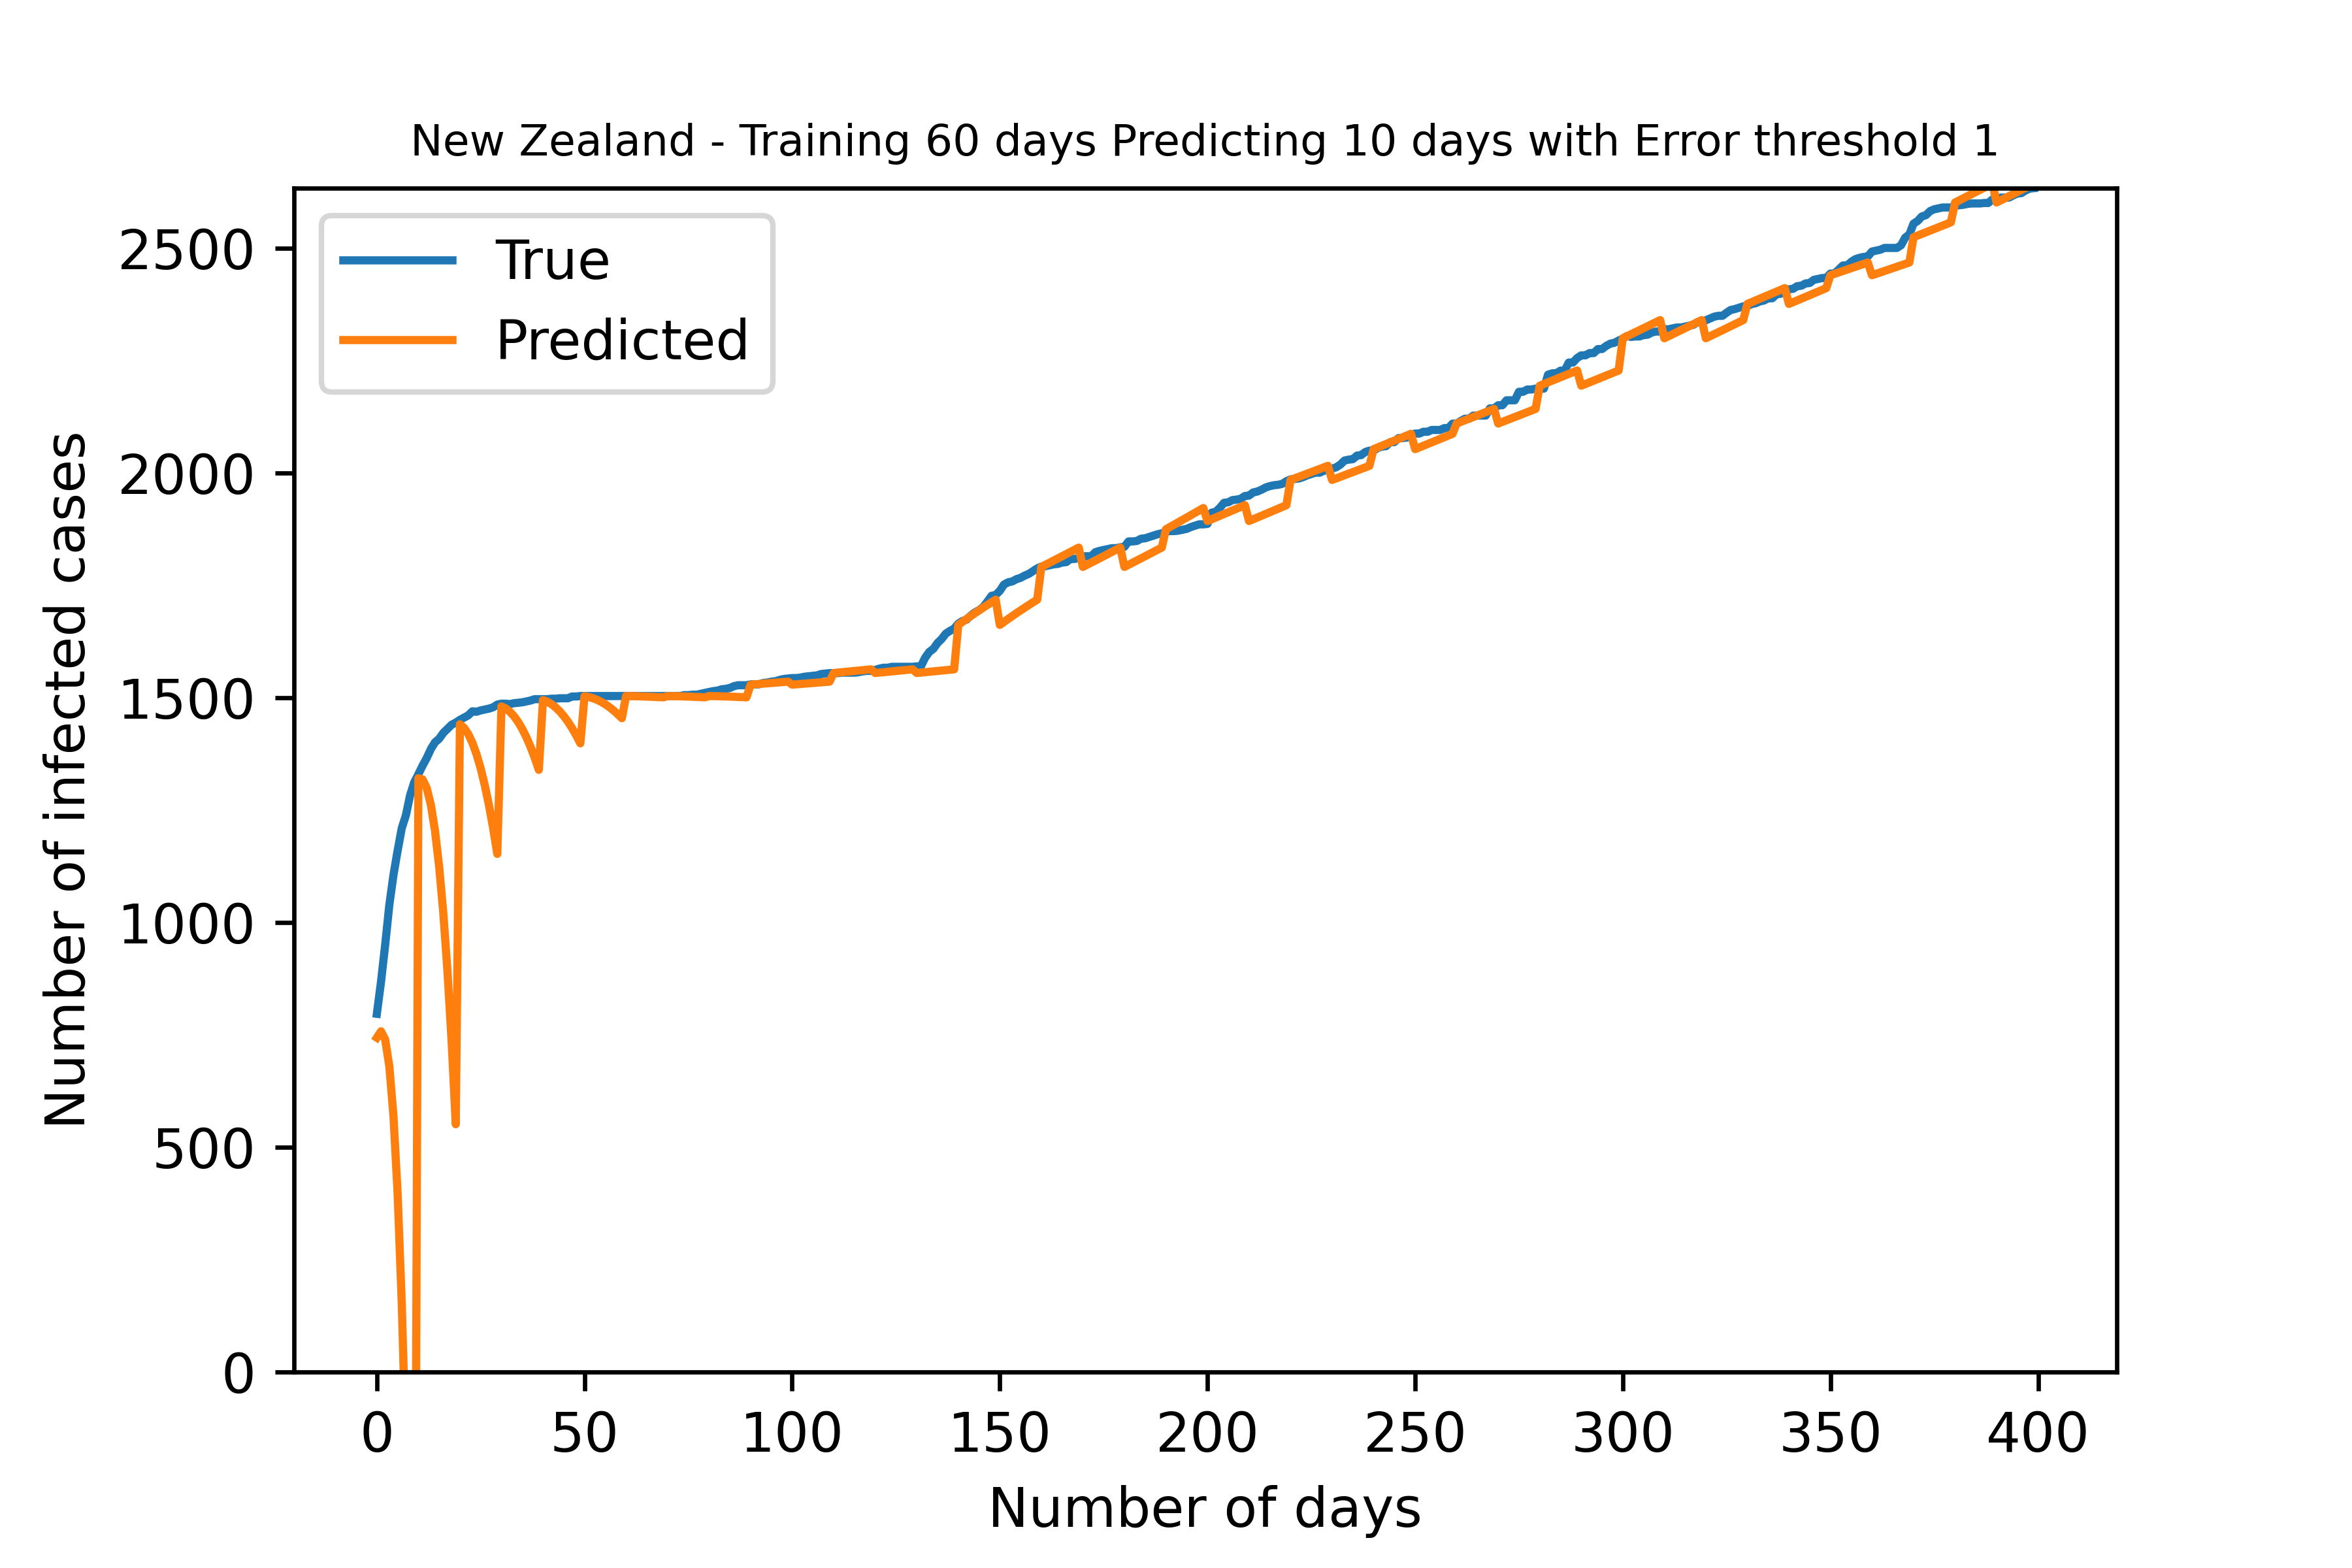 New Zealand - Training 60 days Predicting 10 days with Error threshold 1
True
Predicted
Number of infected cases
2500
2000
1500
1000
500
0
0 50 100 150 200 250 300 350 400
Number of days